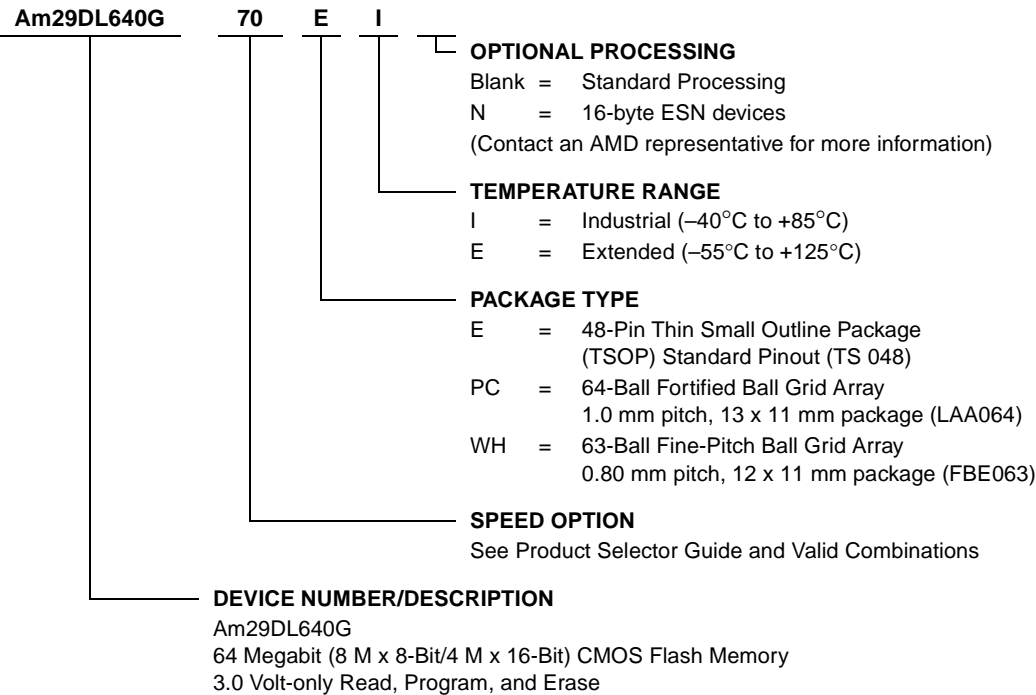 Am29DL640G 70 E I
OPTIONAL PROCESSING
Blank = Standard Processing
N = 16-byte ESN devices
(Contact an AMD representative for more information)
TEMPERATURE RANGE
I = Industrial (–40°C to +85°C)
E = Extended (–55°C to +125°C)
PACKAGE TYPE
E = 48-Pin Thin Small Outline Package
(TSOP) Standard Pinout (TS 048)
PC = 64-Ball Fortified Ball Grid Array
1.0 mm pitch, 13 x 11 mm package (LAA064)
WH = 63-Ball Fine-Pitch Ball Grid Array
0.80 mm pitch, 12 x 11 mm package (FBE063)
SPEED OPTION
See Product Selector Guide and Valid Combinations
DEVICE NUMBER/DESCRIPTION
Am29DL640G
64 Megabit (8 M x 8-Bit/4 M x 16-Bit) CMOS Flash Memory
3.0 Volt-only Read, Program, and Erase